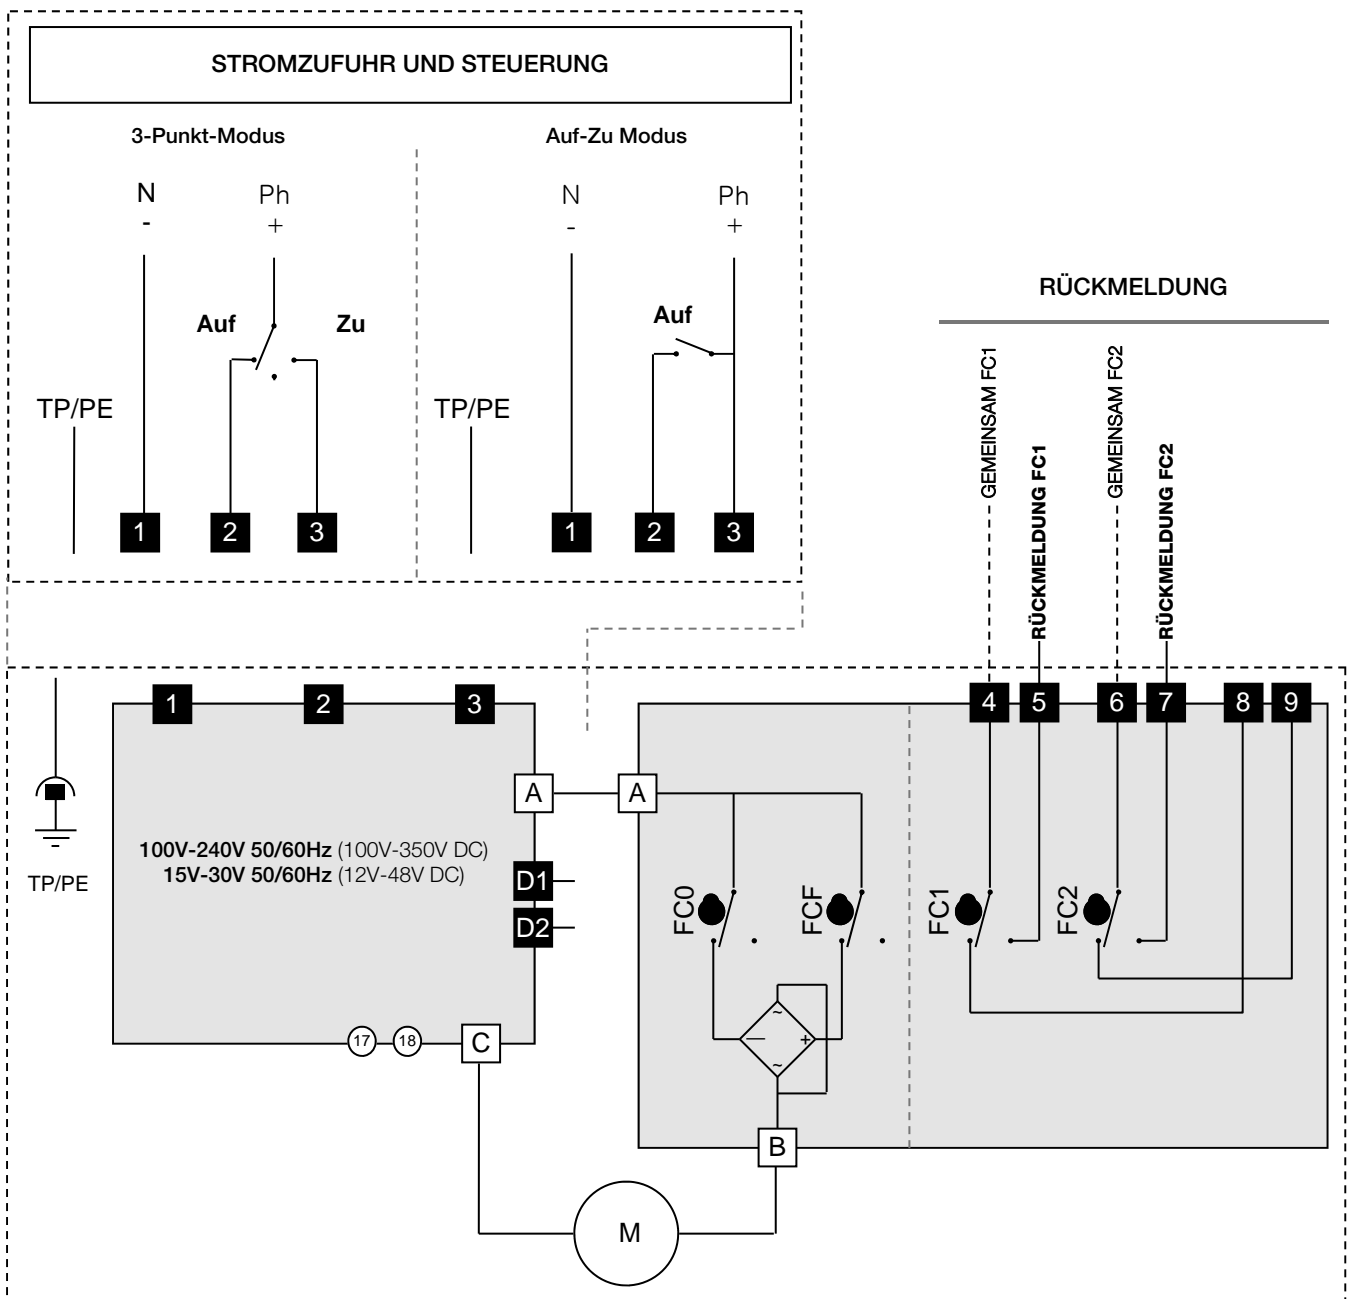 STROMZUFUHR UND STEUERUNG
3-Punkt-Modus
Auf-Zu Modus
N
Ph
N
Ph
-
+
-
+
Auf
Zu
Auf
TP/PE
TP/PE
1
2
3
1
2
3
RÜCKMELDUNG
GEMEINSAM FC1
RÜCKMELDUNG FC1
GEMEINSAM FC2
RÜCKMELDUNG FC2
1
2
3
4
5
6
7
8
9
A
A
100V-240V 50/60Hz (100V-350V DC)
15V-30V 50/60Hz (12V-48V DC)
TP/PE
D1
D2
FC0
FCF
FC1
FC2
~
—
+
~
17
18
C
B
M